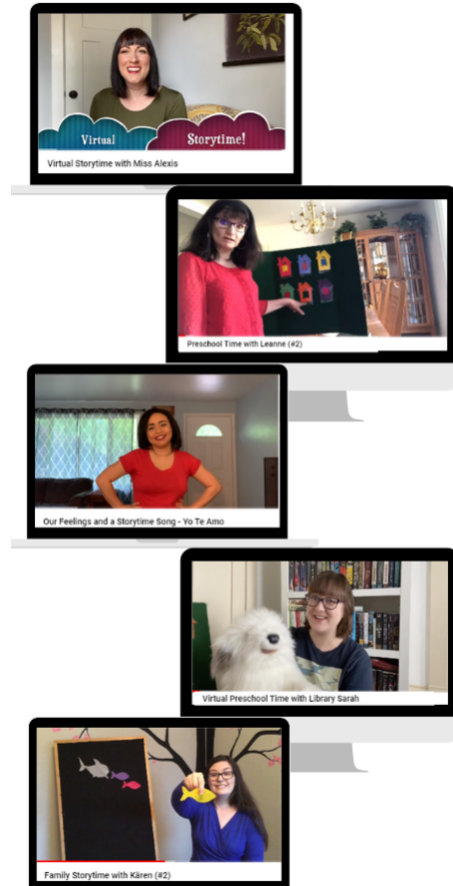 Virtual
Storytime!
Virtual Storytime with Miss Alexis
Preschool Time with Leanne (#2)
Our Feelings and a Storytime Song - Yo Te Amo
Virtual Preschool Time with Library Sarah
Family Storytime with Kären (#2)